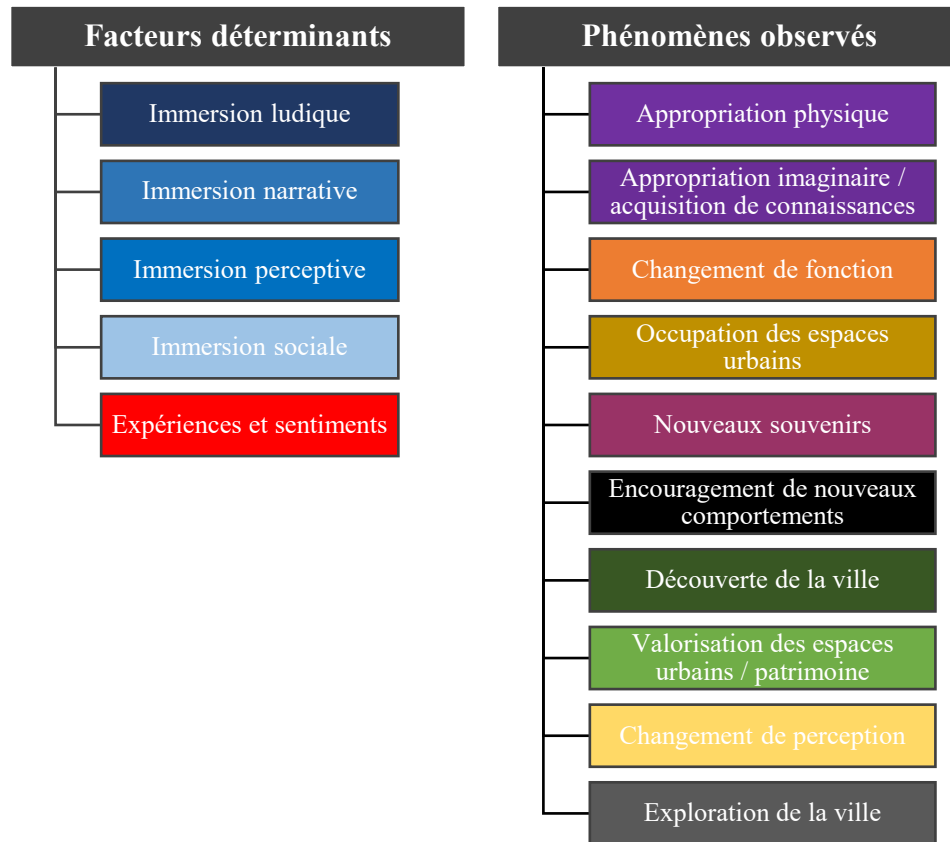 Facteurs déterminants
Immersion ludique
Immersion narrative
Immersion perceptive
Immersion sociale
Expériences et sentiments
Phénomènes observés
Appropriation physique
Appropriation imaginaire /
acquisition de connaissances
Changement de fonction
Occupation des espaces
urbains
Nouveaux souvenirs
Encouragement de nouveaux
comportements
Découverte de la ville
Valorisation des espaces
urbains / patrimoine
Changement de perception
Exploration de la ville